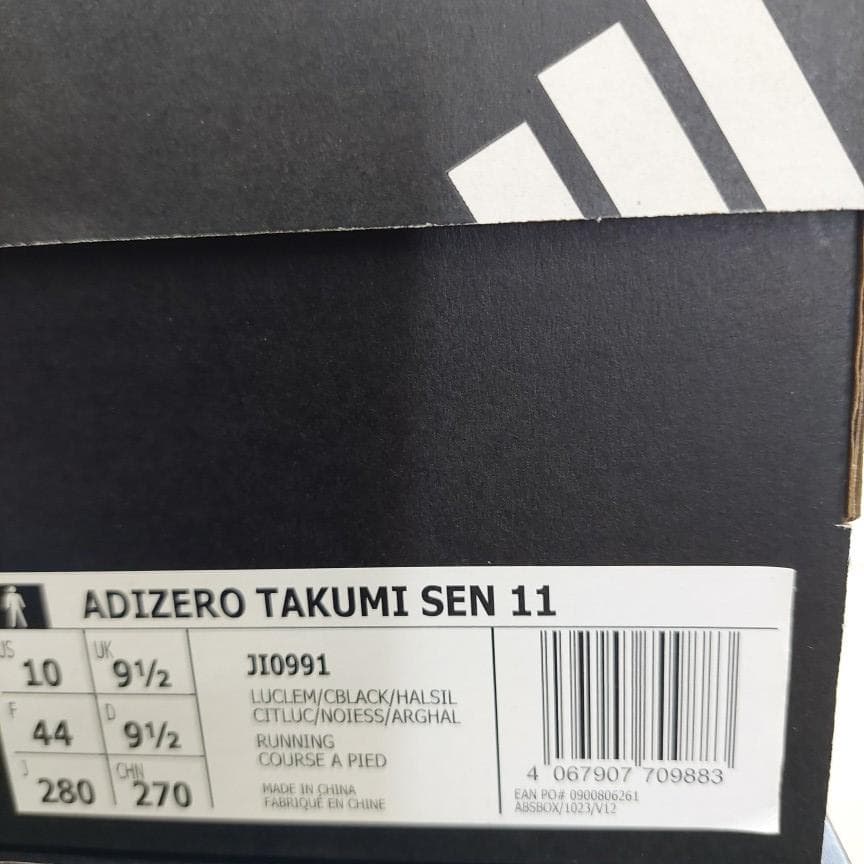 ADIZERO TAKUMI SEN 11
US 10 UK 9½
F 44 D 9½
J 280 CHN 270
JI0991
LUCLEM/CBLACK/HALSIL
CITLUC/NOIESS/ARGHAL
RUNNING
COURSE A PIED
MADE IN CHINA
FABRIQUÉ EN CHINE
4 067907 709883
EAN PO# 0900806261
ABSBOX/1023/V12